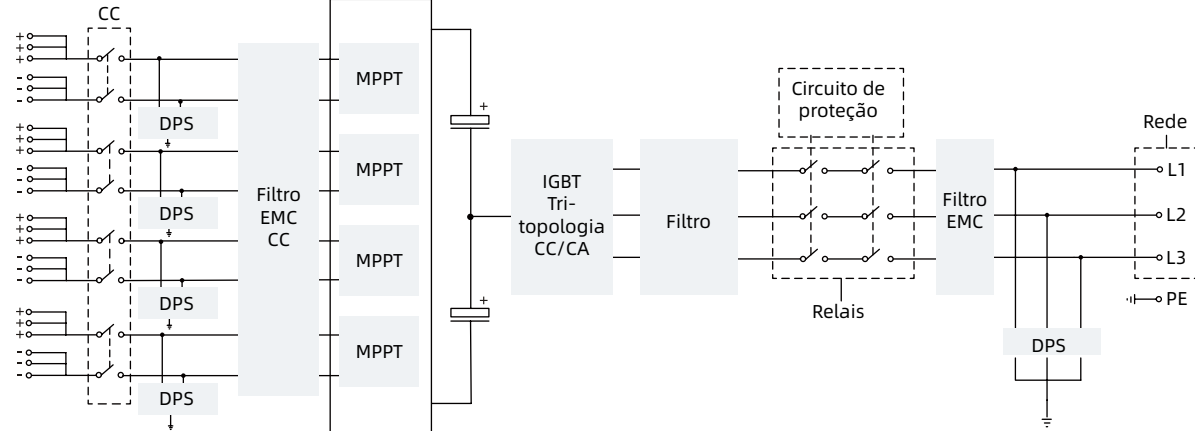 CC
DPS
DPS
DPS
DPS
Filtro
EMC
CC
MPPT
MPPT
MPPT
MPPT
+
+
IGBT
Tri-
topologia
CC/CA
Filtro
Circuito de
proteção
Relais
Filtro
EMC
Rede
L1
L2
L3
PE
DPS